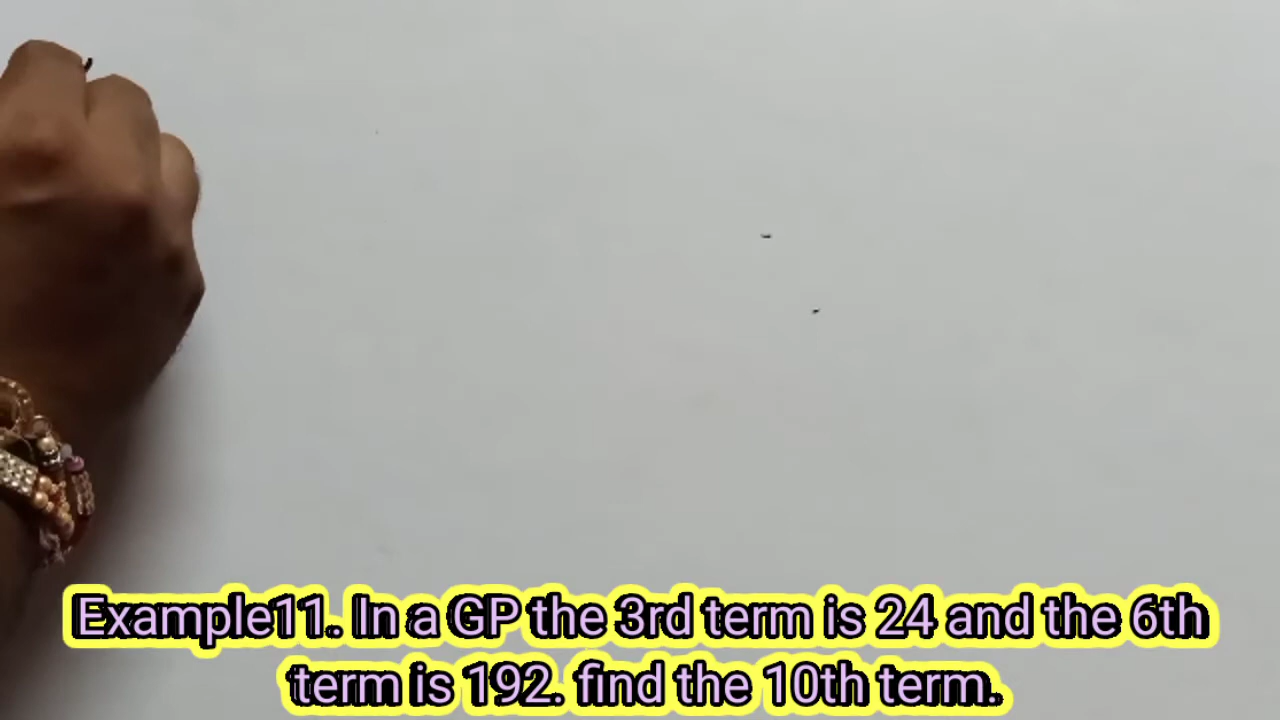 Example11. In a GP the 3rd term is 24 and the 6th
term is 192. find the 10th term.